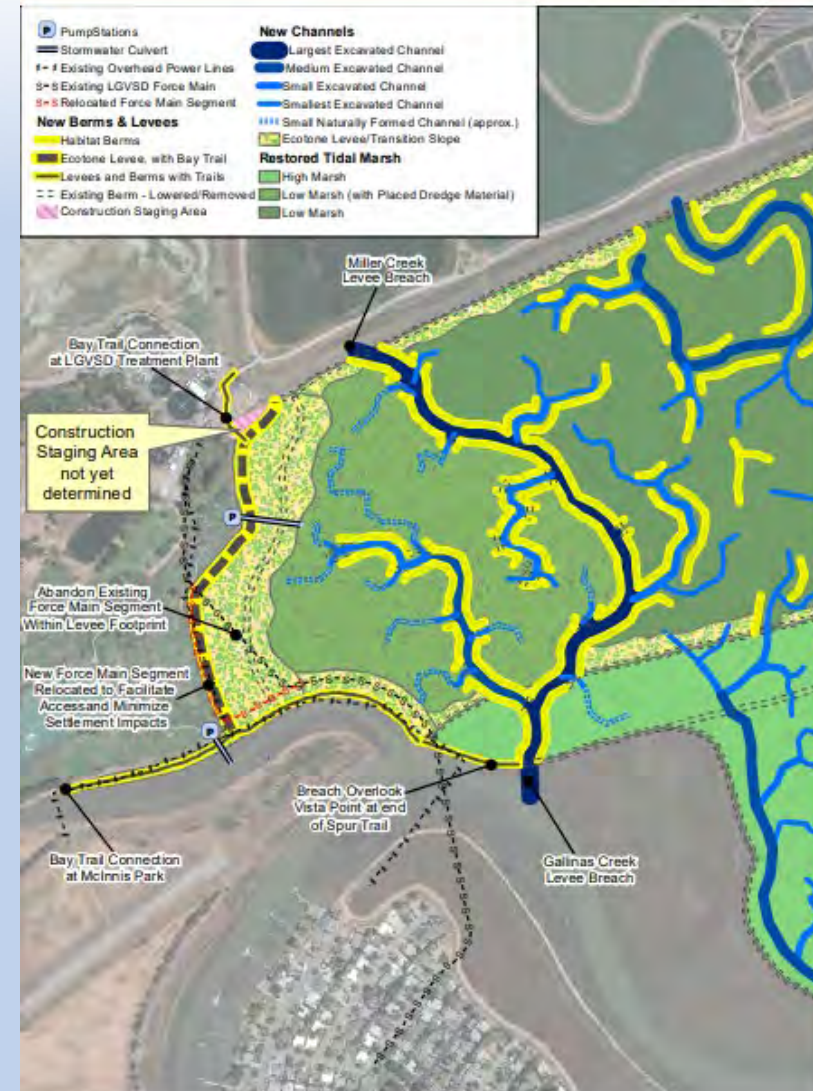 P PumpStations
Stormwater Culvert
Existing Overhead Power Lines
S-S Existing LGVSD Force Main
S-S Relocated Force Main Segment
New Berms & Levees
Habitat Berms
Ecotone Levee, with Bay Trail
Levees and Berms with Trails
Existing Berm - Lowered/Removed
Construction Staging Area
New Channels
Largest Excavated Channel
Medium Excavated Channel
Small Excavated Channel
Smallest Excavated Channel
Small Naturally Formed Channel (approx.)
Ecotone Levee/Transition Slope
Restored Tidal Marsh
High Marsh
Low Marsh (with Placed Dredge Material)
Low Marsh
Miller Creek
Levee Breach
Bay Trail Connection
at LGVSD Treatment Plant
Construction
Staging Area
not yet
determined
P
Abandon Existing
Force Main Segment
Within Levee Footprint
New Force Main Segment
Relocated to Facilitate
Accessand Minimize
Settlement Impacts
P
Breach Overlook
Vista Point at end
of Spur Trail
Bay Trail Connection
at McInnis Park
Gallinas Creek
Levee Breach